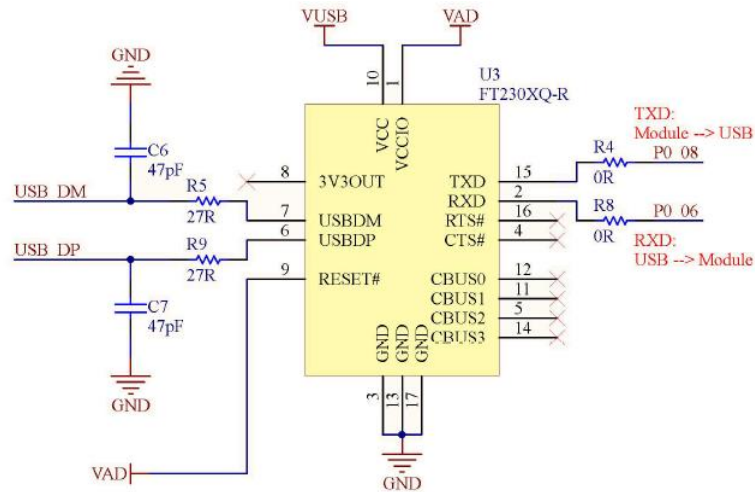 VUSB
VAD
GND
10
1
U3
FT230XQ-R
VCC
VCCIO
TXD:
Module --> USB
C6
47pF
R4
P0_08
0R
8
3V3OUT
TXD
15
USB_DM
R5
27R
RXD
2
R8
P0_06
0R
7
USBDM
RTS#
16
6
USBDP
CTS#
4
USB_DP
R9
27R
RXD:
USB --> Module
9
RESET#
CBUS0
12
CBUS1
11
CBUS2
5
CBUS3
14
C7
47pF
GND
GND
GND
3
13
17
GND
VAD
GND